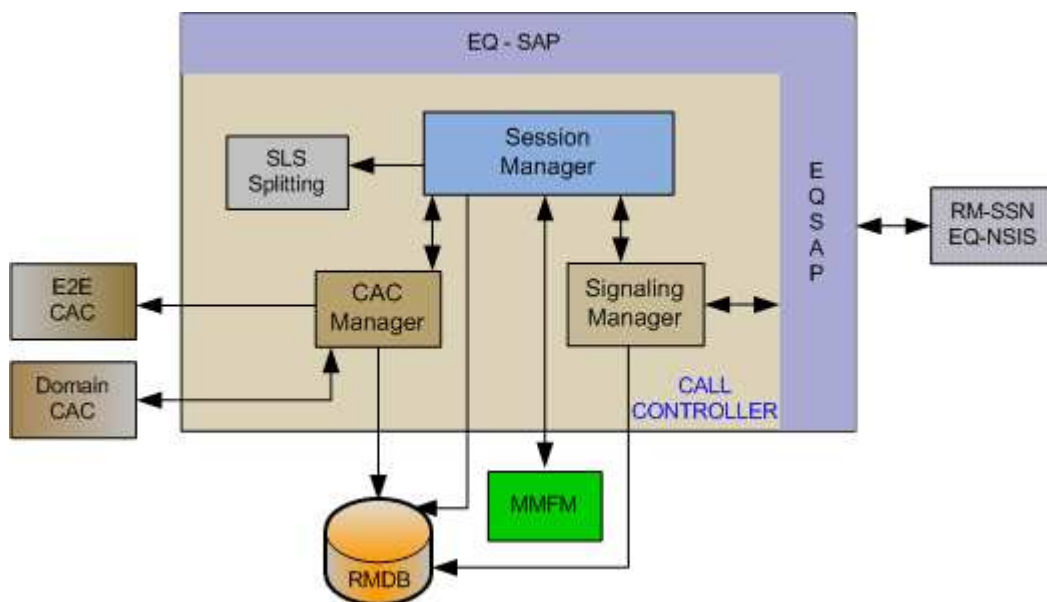 EQ - SAP
Session
Manager
SLS
Splitting
E
Q
S
A
P
RM-SSN
EQ-NSIS
E2E
CAC
CAC
Manager
Signaling
Manager
Domain
CAC
CALL
CONTROLLER
MMFM
RMDB